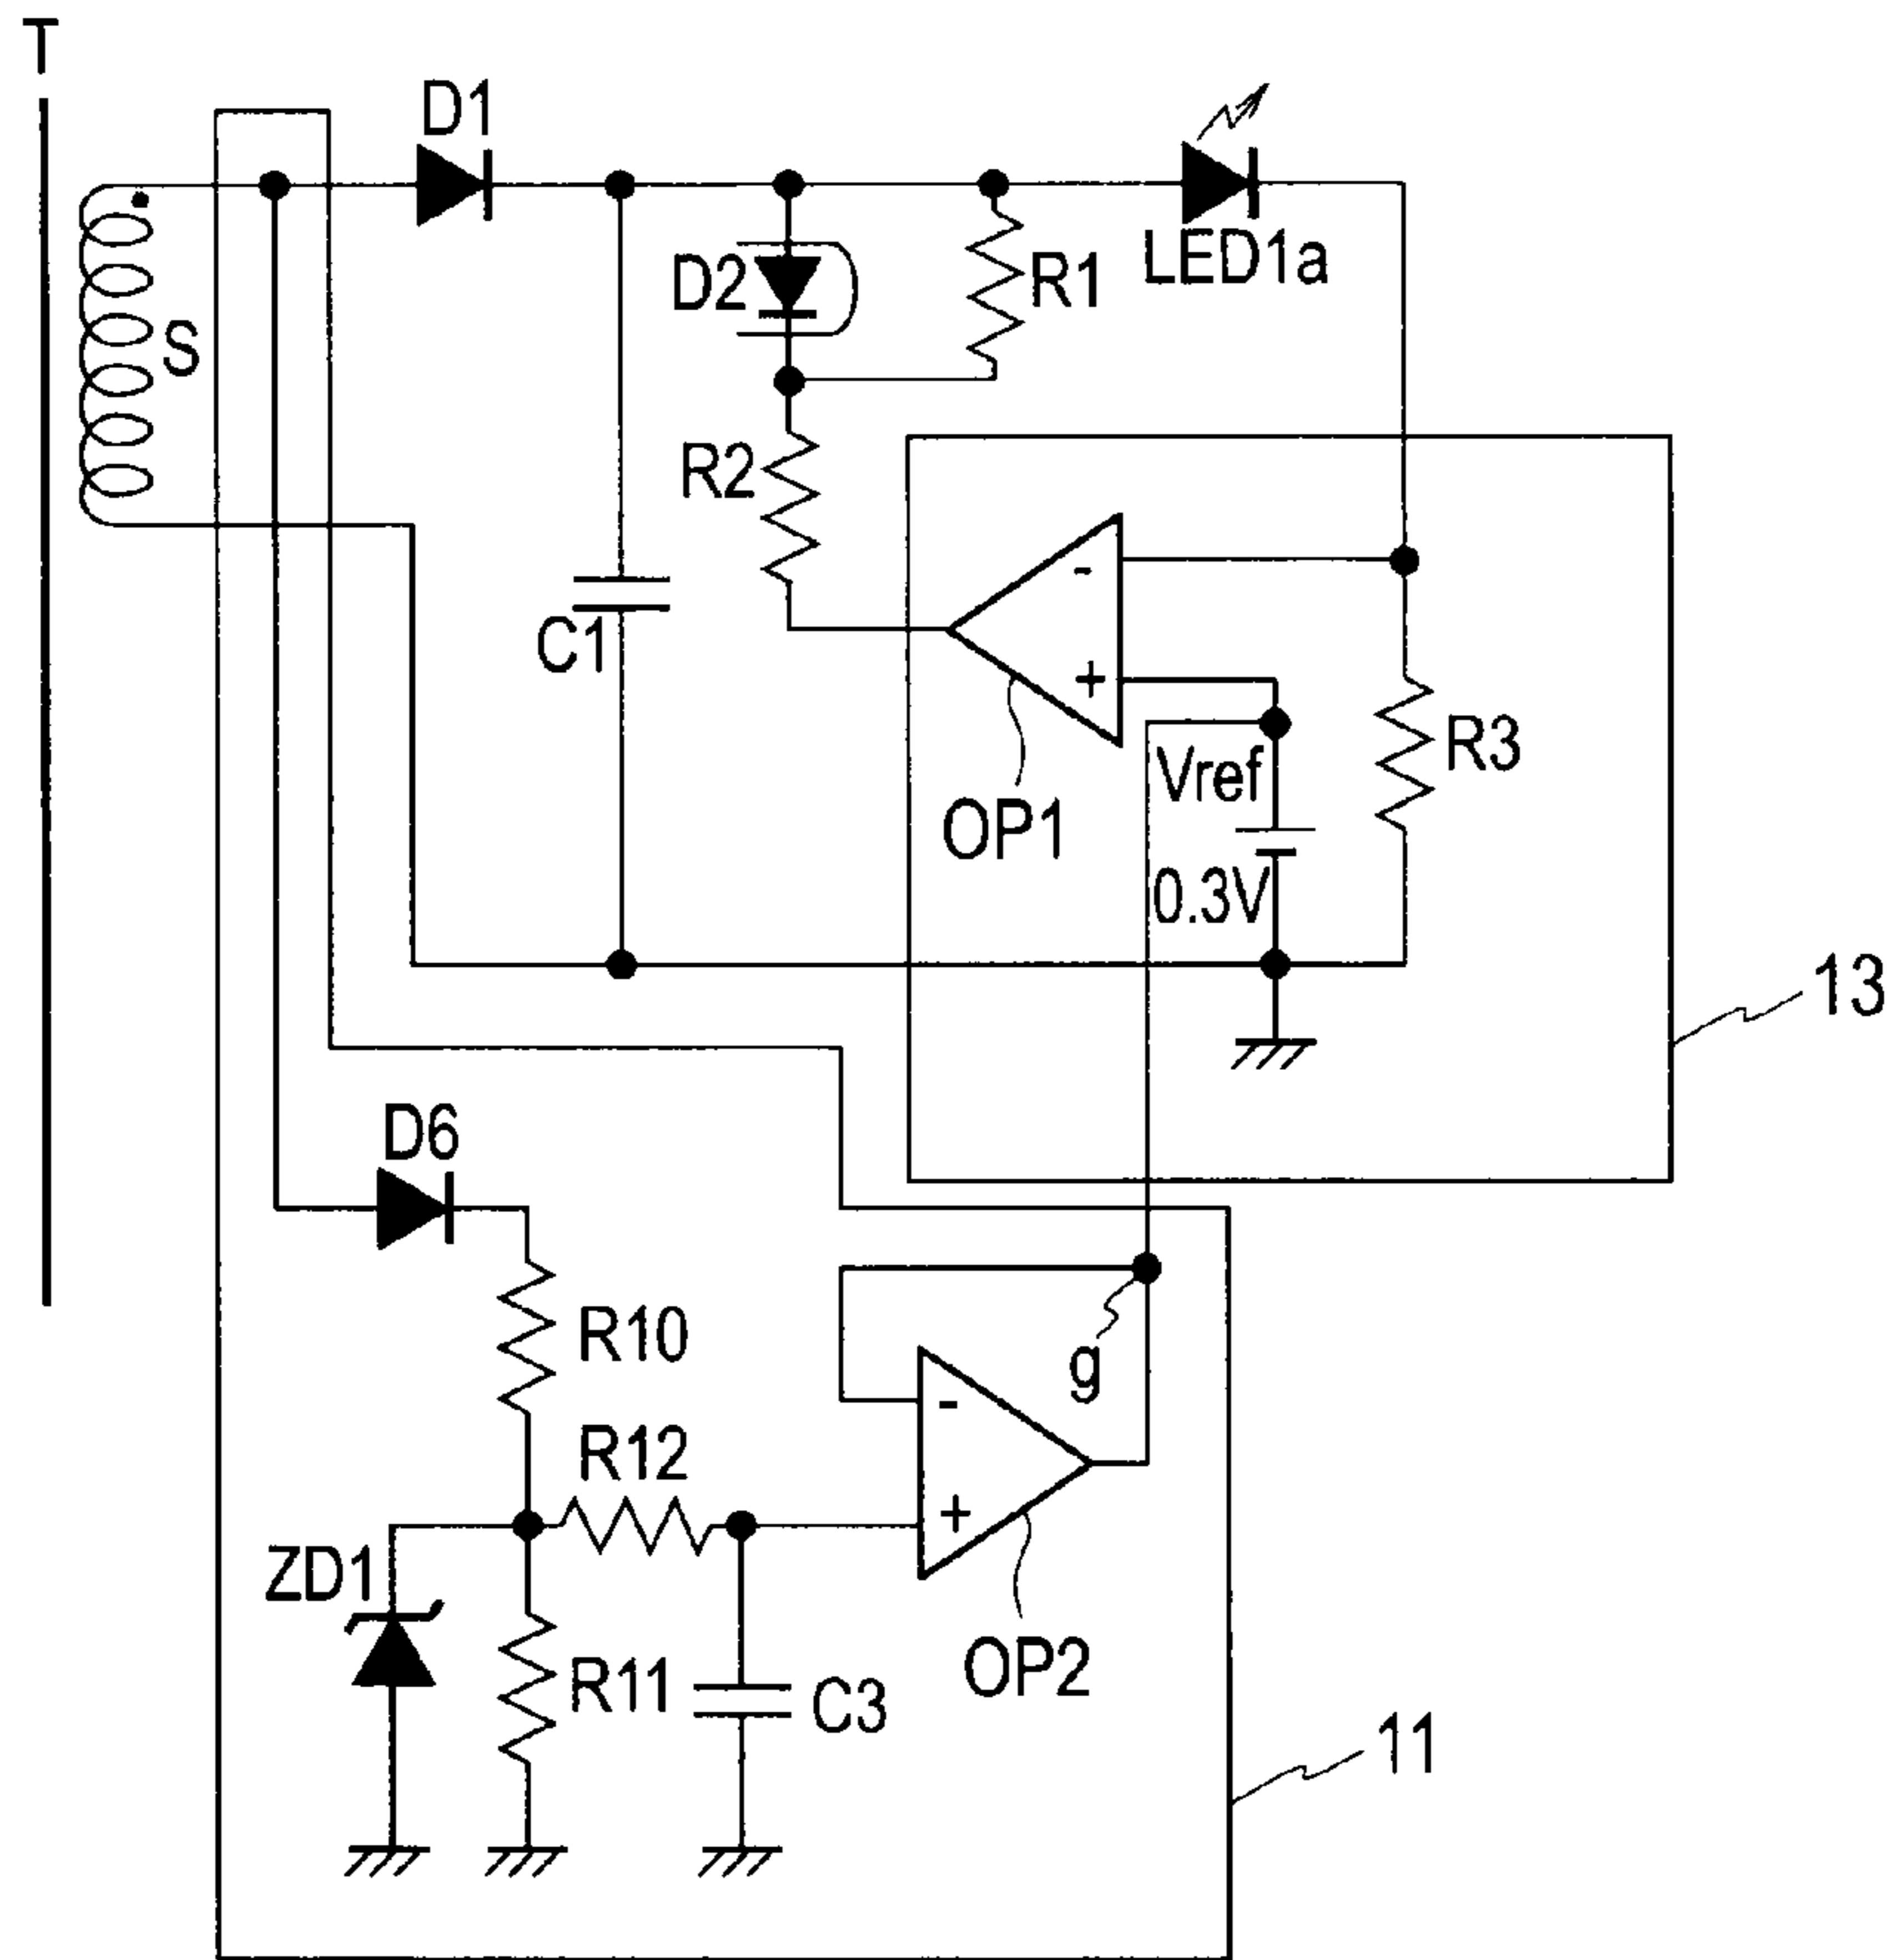 T
D1
S
D2
R1
LED1a
R2
C1
-
+
OP1
Vref
0.3V
R3
13
D6
R10
g
R12
-
+
ZD1
R11
C3
OP2
11